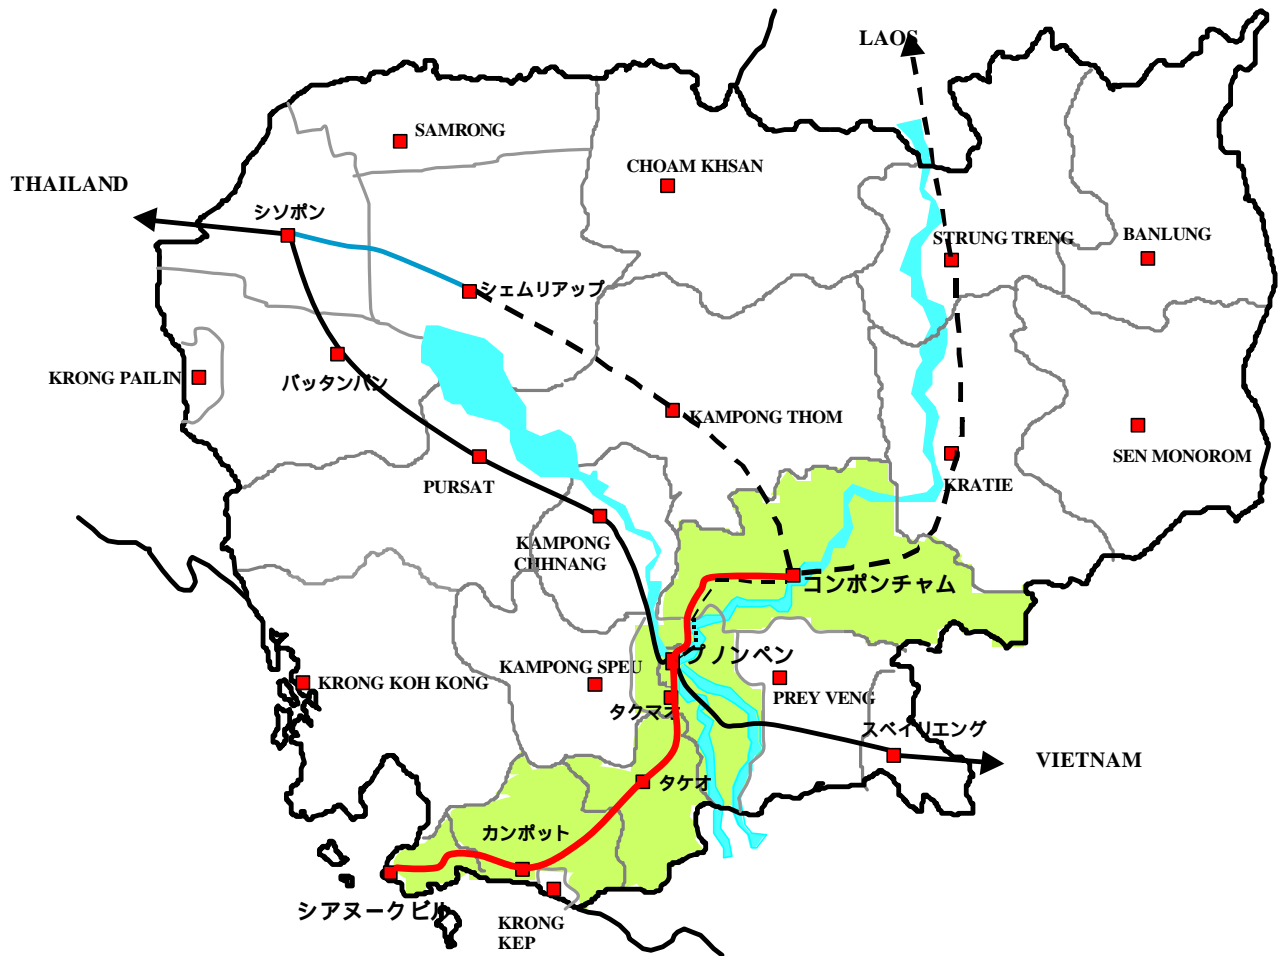 LAOS
SAMRONG
CHOAM KHSAN
THAILAND
シソポン
STRUNG TRENG
BANLUNG
シェムリアップ
KRONG PAILIN
バッタンバン
KAMPONG THOM
SEN MONOROM
PURSAT
KRATIE
KAMPONG
CHHNANG
コンポンチャム
プノンペン
KAMPONG SPEU
KRONG KOH KONG
PREY VENG
タクマオ
スベイリエング
VIETNAM
タケオ
カンポット
シアヌークビル
KRONG
KEP